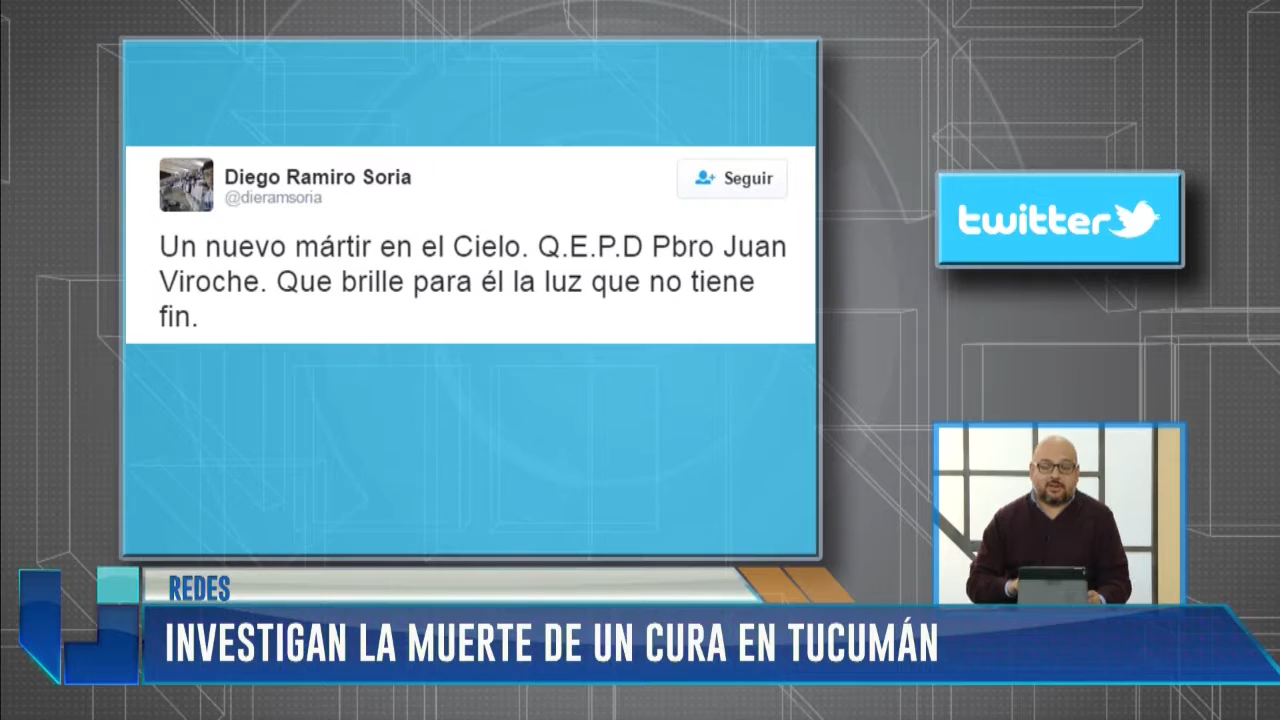 Diego Ramiro Soria
@dieramsoria
Seguir
Un nuevo mártir en el Cielo. Q.E.P.D Pbro Juan
Viroche. Que brille para él la luz que no tiene
fin.
twitter
REDES
INVESTIGAN LA MUERTE DE UN CURA EN TUCUMÁN